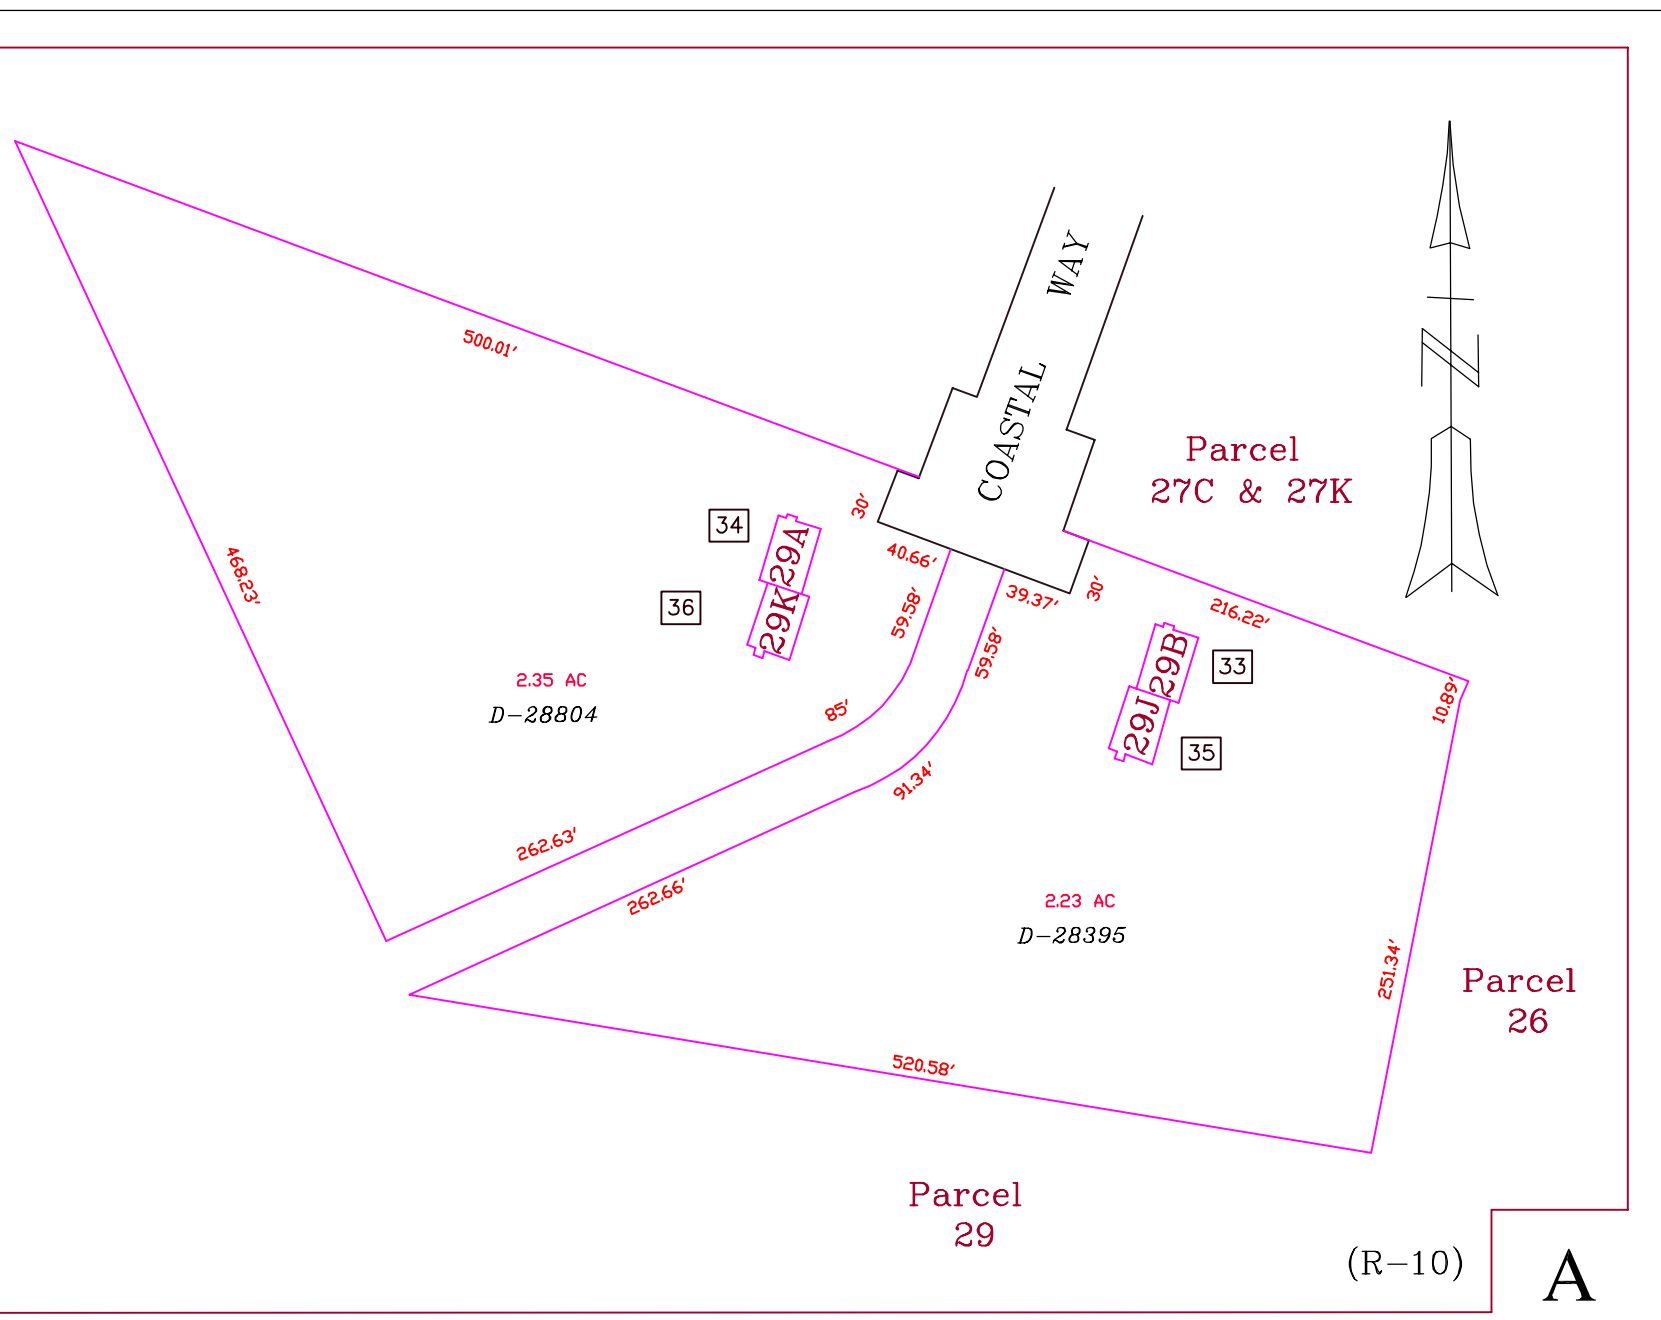 500.01'
468.23'
COASTAL WAY
Parcel
27C & 27K
30'
40.66'
39.37'
30'
216.22'
34
29A
36
29K
59.58'
59.58'
29B
33
29J
35
10.89'
2.35 AC
D-28804
85'
91.34'
262.63'
262.66'
2.23 AC
D-28395
251.34'
Parcel
26
520.58'
Parcel
29
(R-10)
A
N